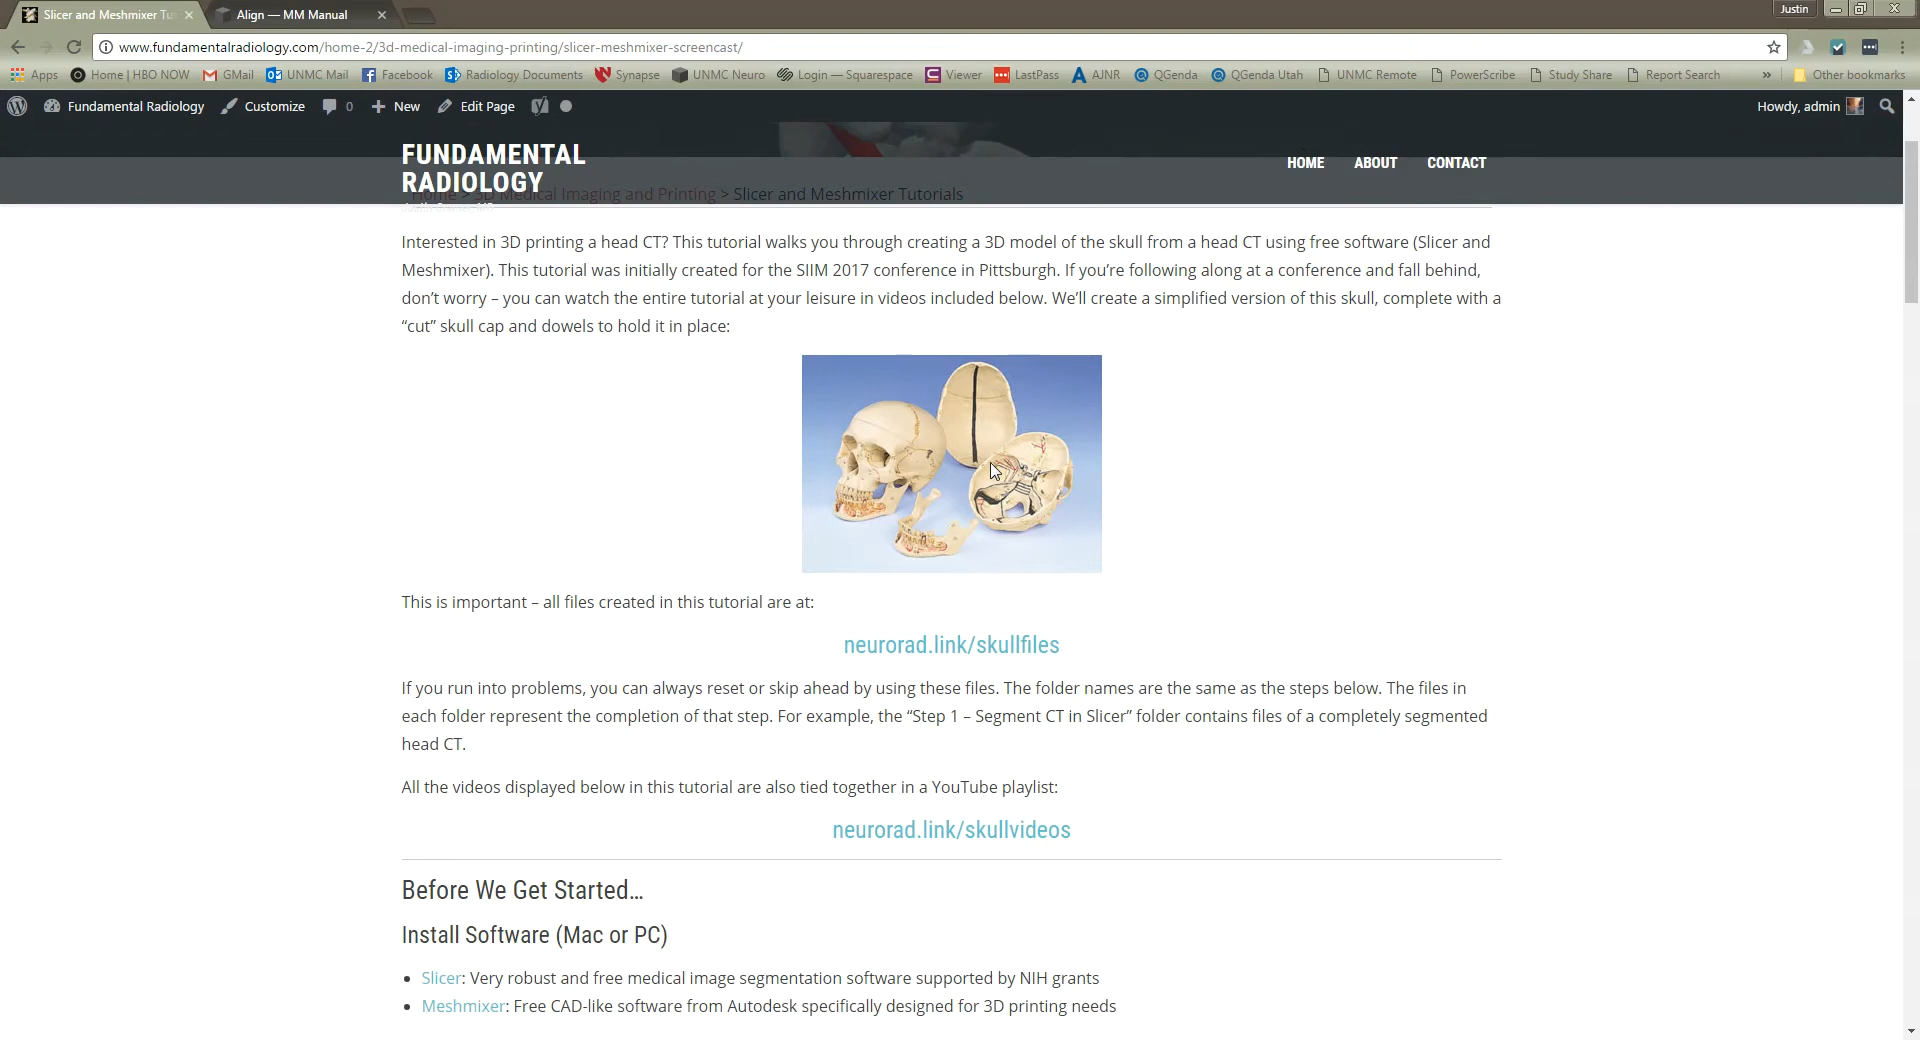 Slicer and Meshmixer Tu
Align — MM Manual
Justin
www.fundamentalradiology.com/home-2/3d-medical-imaging-printing/slicer-meshmixer-screencast/
Apps Home | HBO NOW GMail UNMC Mail Facebook Radiology Documents Synapse UNMC Neuro Login — Squarespace Viewer LastPass AJNR QGenda QGenda Utah UNMC Remote PowerScribe Study Share Report Search » Other bookmarks
Fundamental Radiology Customize 0 New Edit Page Howdy, admin
FUNDAMENTAL
RADIOLOGY
HOME ABOUT CONTACT
Home > 3D Medical Imaging and Printing > Slicer and Meshmixer Tutorials
Interested in 3D printing a head CT? This tutorial walks you through creating a 3D model of the skull from a head CT using free software (Slicer and
Meshmixer). This tutorial was initially created for the SIIM 2017 conference in Pittsburgh. If you’re following along at a conference and fall behind,
don’t worry – you can watch the entire tutorial at your leisure in videos included below. We’ll create a simplified version of this skull, complete with a
“cut” skull cap and dowels to hold it in place:
This is important – all files created in this tutorial are at:
neurorad.link/skullfiles
If you run into problems, you can always reset or skip ahead by using these files. The folder names are the same as the steps below. The files in
each folder represent the completion of that step. For example, the “Step 1 – Segment CT in Slicer” folder contains files of a completely segmented
head CT.
All the videos displayed below in this tutorial are also tied together in a YouTube playlist:
neurorad.link/skullvideos
Before We Get Started…
Install Software (Mac or PC)
• Slicer: Very robust and free medical image segmentation software supported by NIH grants
• Meshmixer: Free CAD-like software from Autodesk specifically designed for 3D printing needs